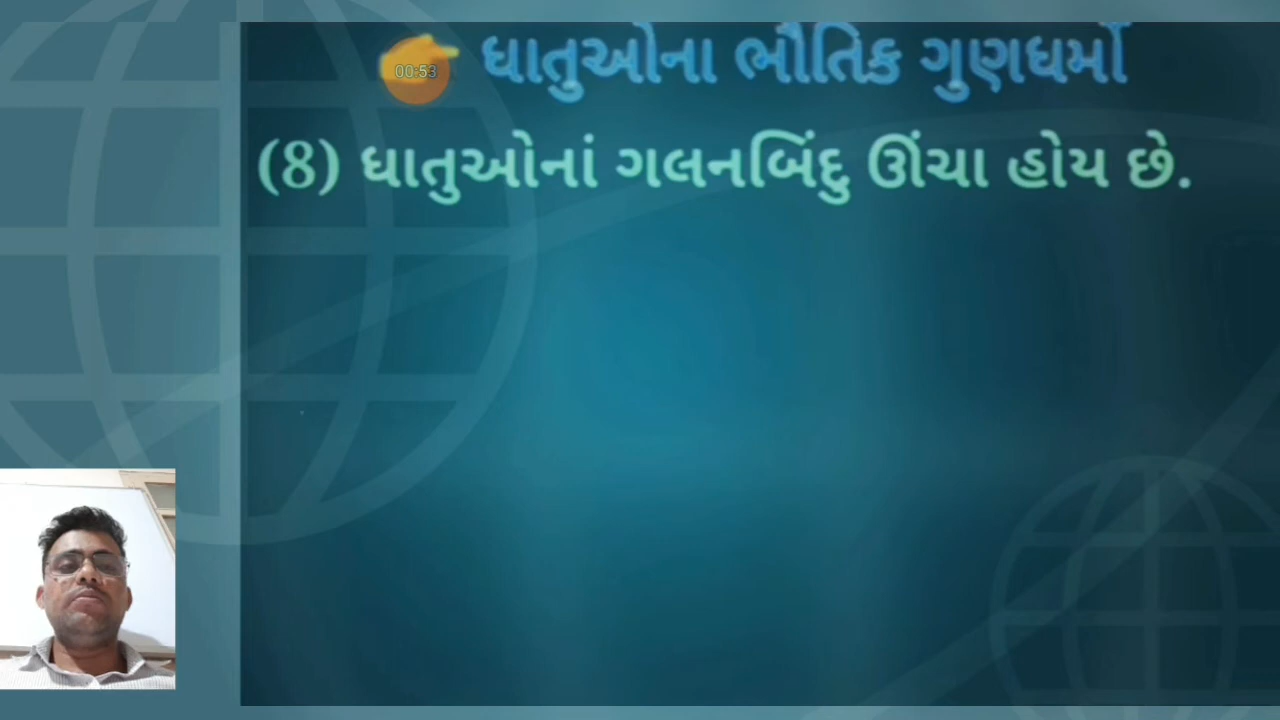 ધાતુઓના ભૌતિક ગુણધર્મો
00:53
(8) ધાતુઓનાં ગલનબિંદુ ઊંચા હોય છે.